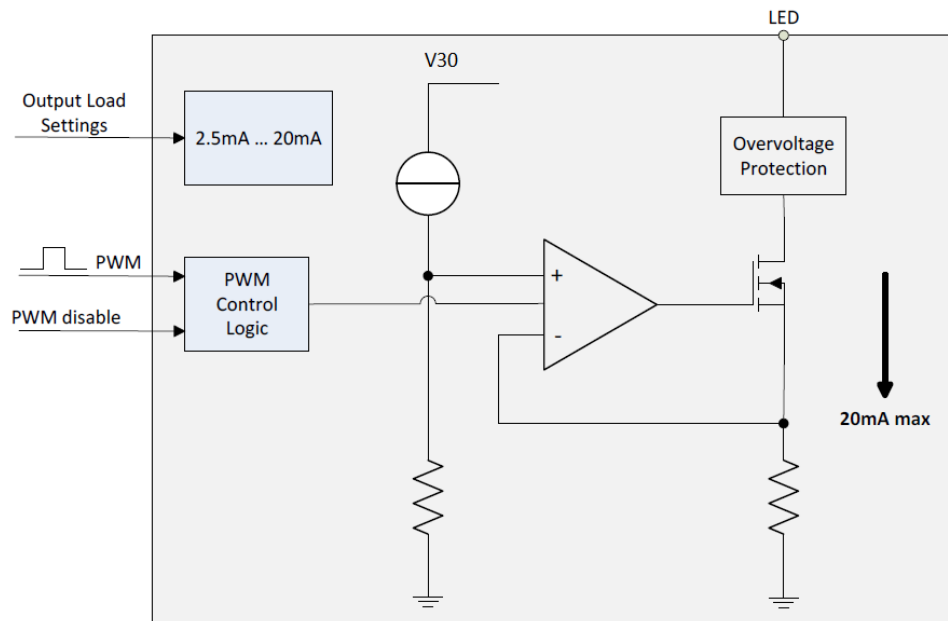 LED
V30
Output Load
Settings
2.5mA ... 20mA
Overvoltage
Protection
PWM
PWM
Control
Logic
PWM disable
+
-
20mA max